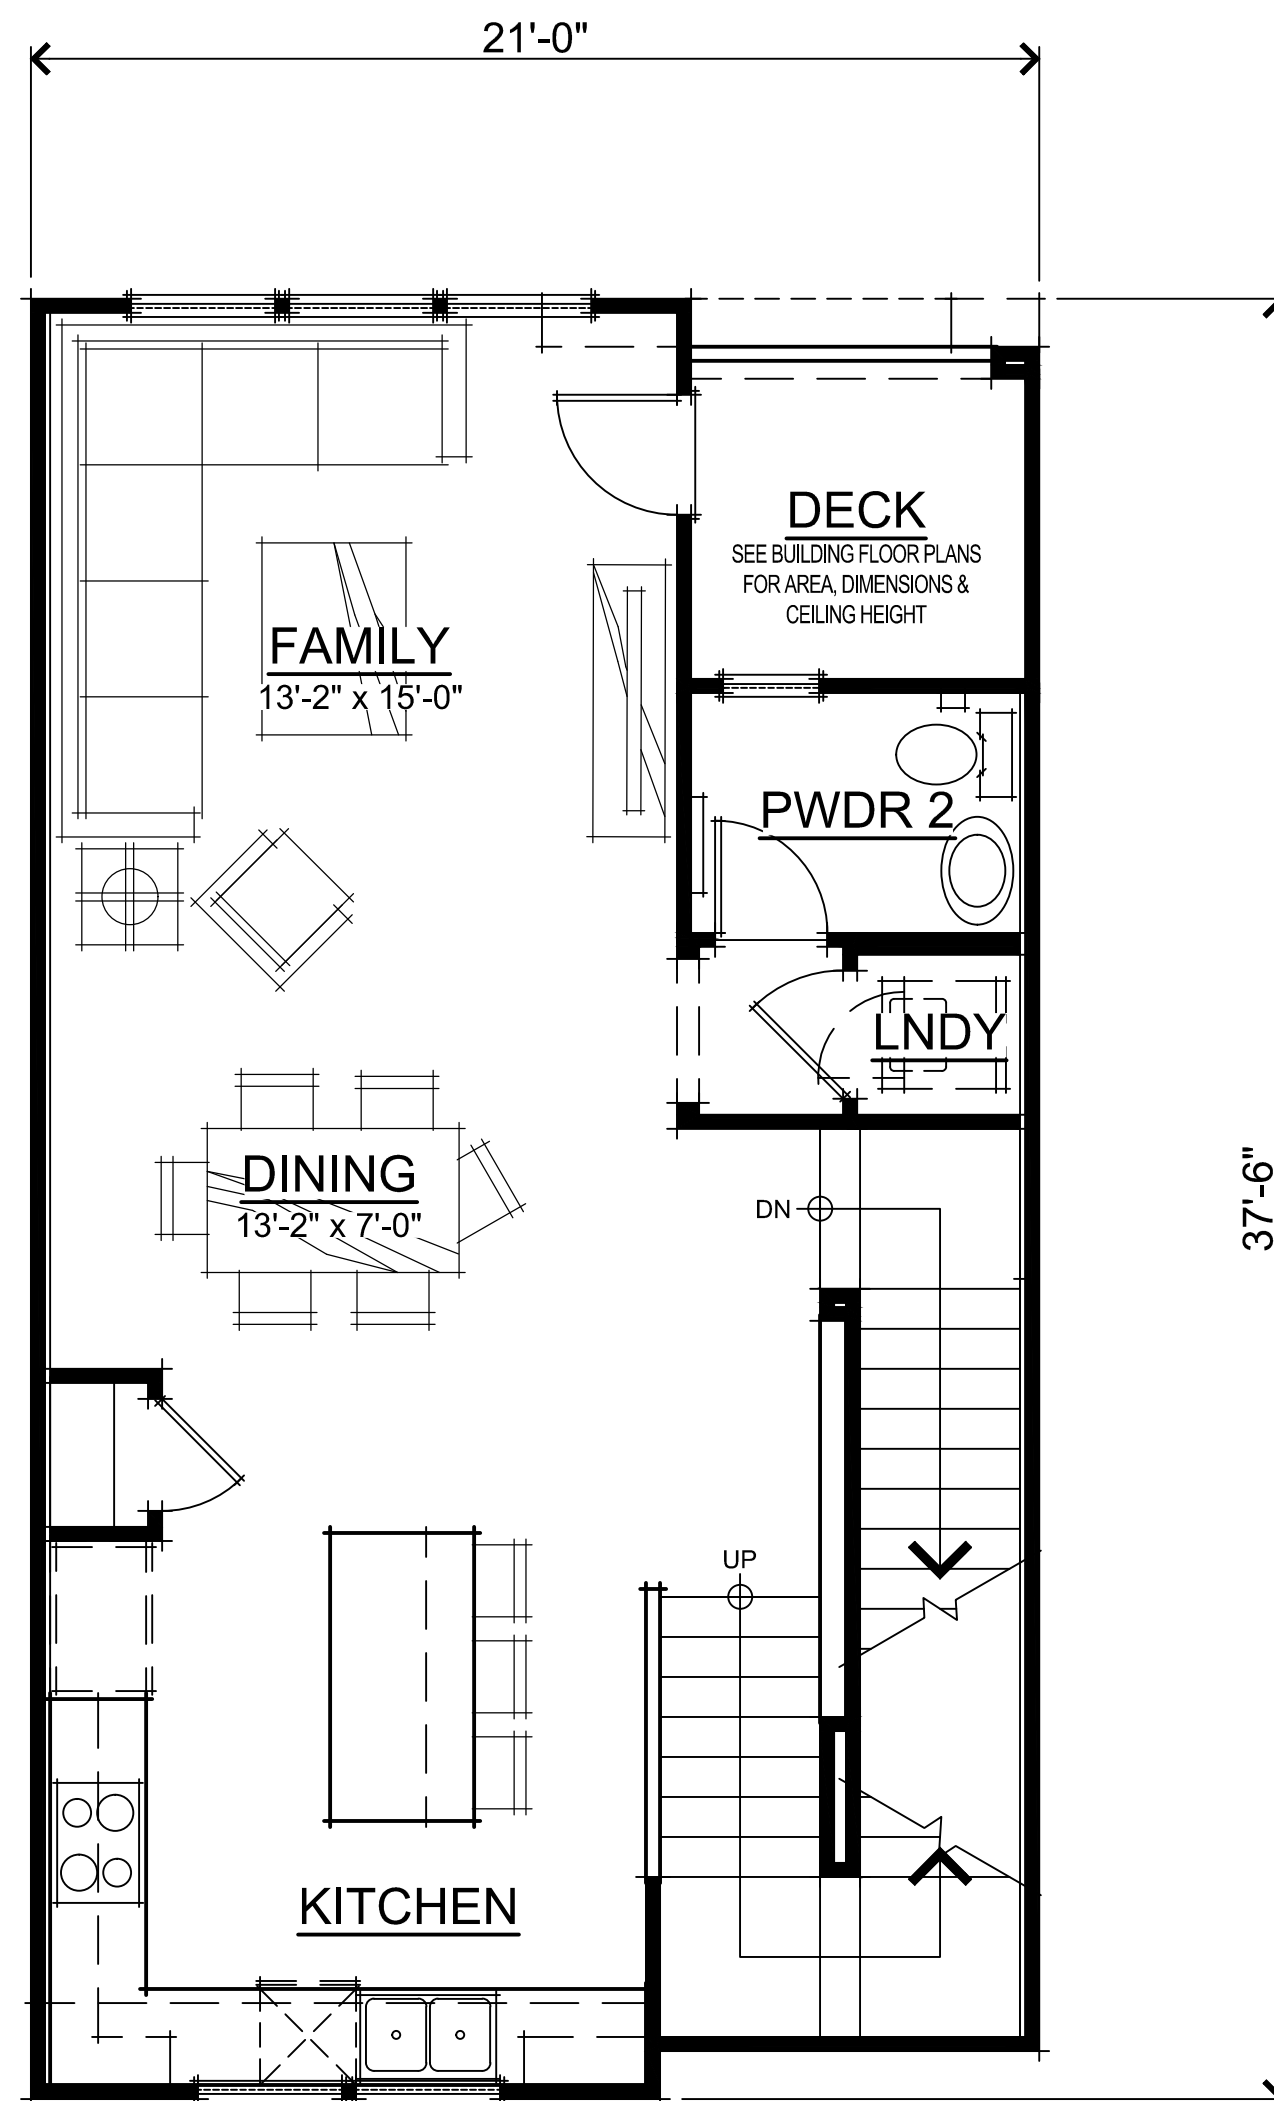 21'-0"
DECK
SEE BUILDING FLOOR PLANS
FOR AREA, DIMENSIONS &
CEILING HEIGHT
FAMILY
13'-2" x 15'-0"
PWDR 2
LNDY
DINING
13'-2" x 7'-0"
DN
37'-6"
UP
KITCHEN